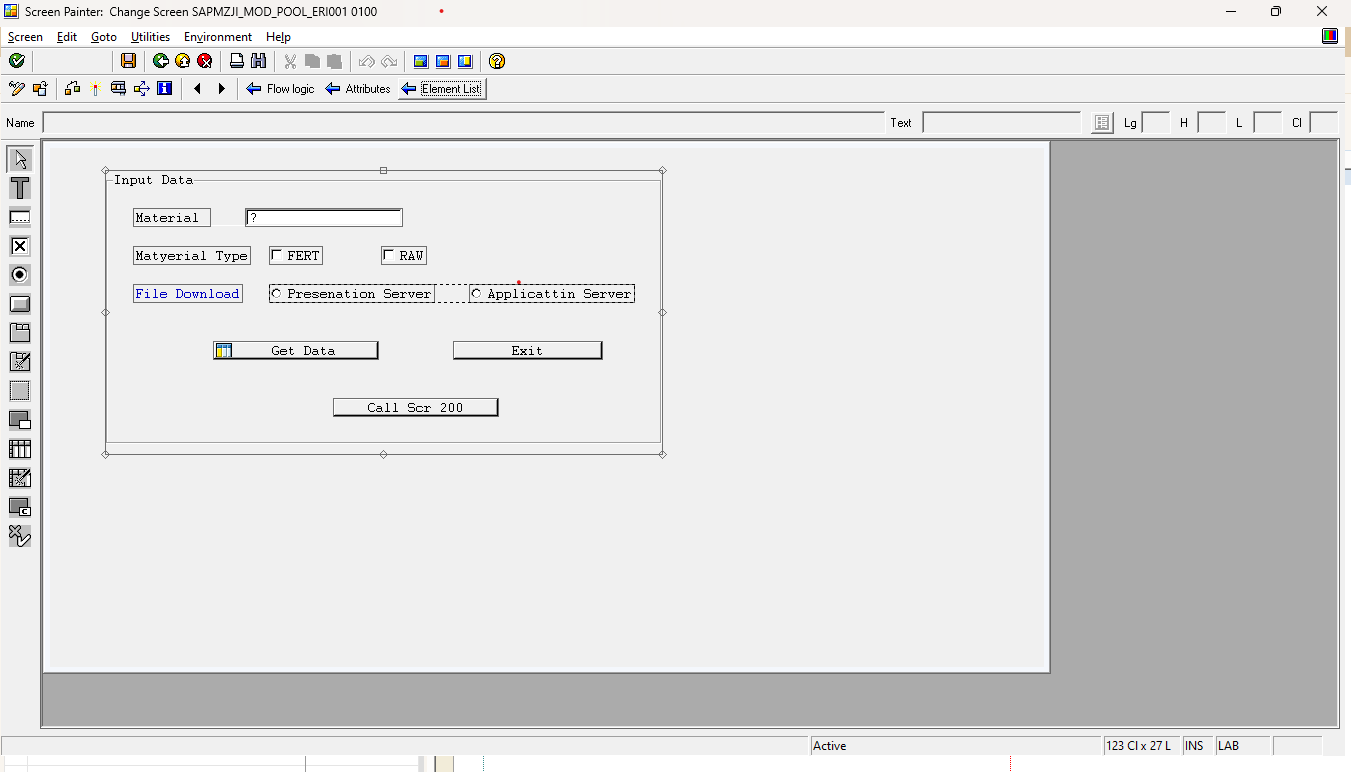 Screen Painter: Change Screen SAPMZJI_MOD_POOL_ERI001 0100
Screen Edit Goto Utilities Environment Help
Flow logic Attributes Element List
Name Text Lg H L Cl
Input Data
Material ?
Matyerial Type FERT RAW
File Download Presenation Server Applicattin Server
Get Data Exit
Call Scr 200
Active 123 Cl x 27 L INS LAB